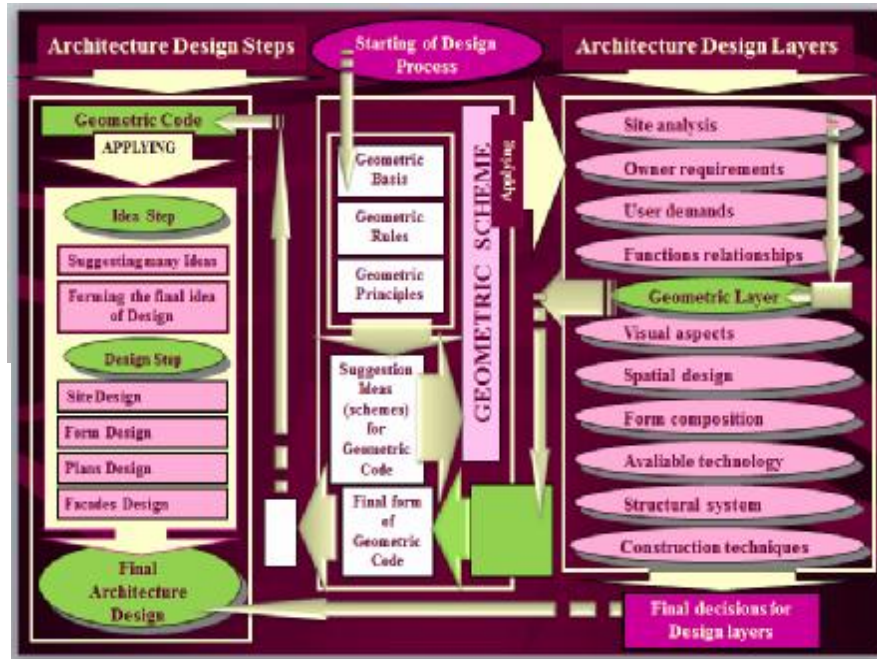 Architecture Design Steps
Starting of Design
Process
Architecture Design Layers
Geometric Code
APPLYING
Idea Step
Suggesting many Ideas
Forming the final idea
of Design
Design Step
Site Design
Form Design
Plans Design
Facades Design
Final
Architecture
Design
Geometric
Basis
Geometric
Rules
Geometric
Principles
Suggestion
Ideas
(schemes)
for
Geometric
Code
Final form
of
Geometric
Code
GEOMETRIC SCHEME
Applying
Site analysis
Owner requirements
User demands
Functions relationships
Geometric Layer
Visual aspects
Spatial design
Form composition
Avaliable technology
Structural system
Construction techniques
Final decisions for
Design layers